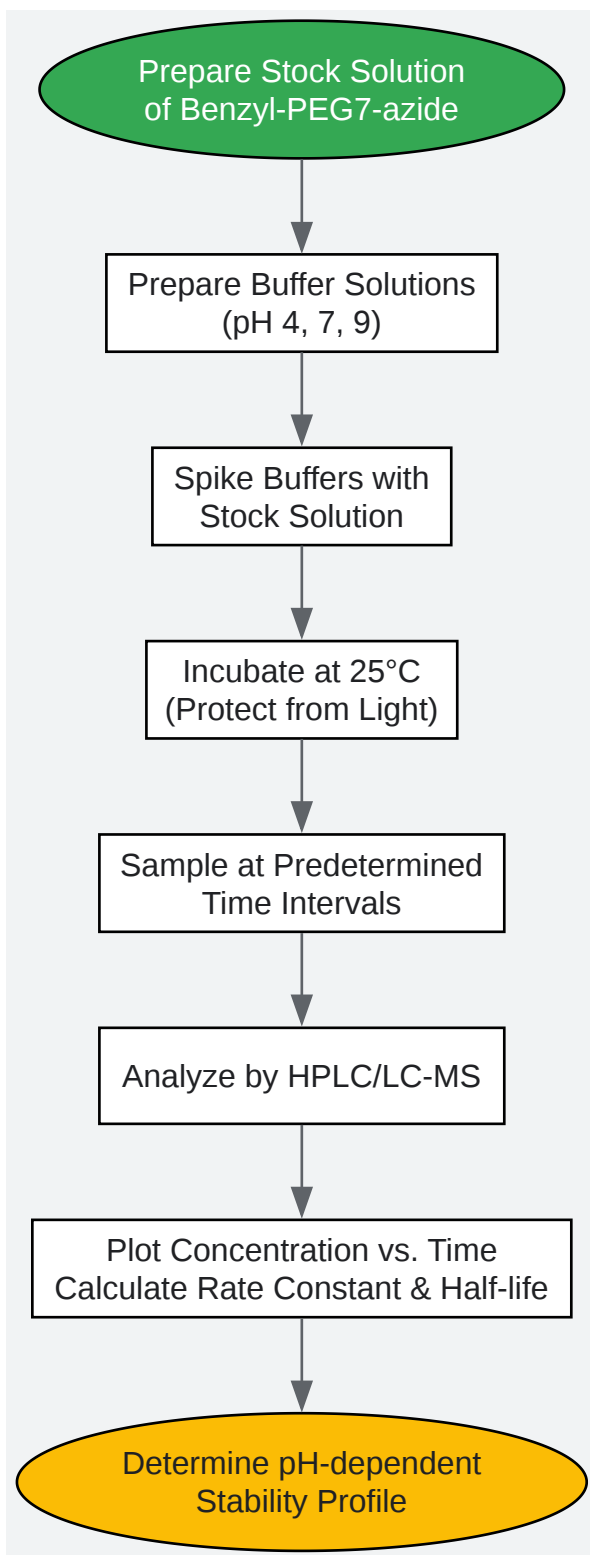 Prepare Stock Solution
of Benzyl-PEG7-azide
Prepare Buffer Solutions
(pH 4, 7, 9)
Spike Buffers with
Stock Solution
Incubate at 25°C
(Protect from Light)
Sample at Predetermined
Time Intervals
Analyze by HPLC/LC-MS
Plot Concentration vs. Time
Calculate Rate Constant & Half-life
Determine pH-dependent
Stability Profile